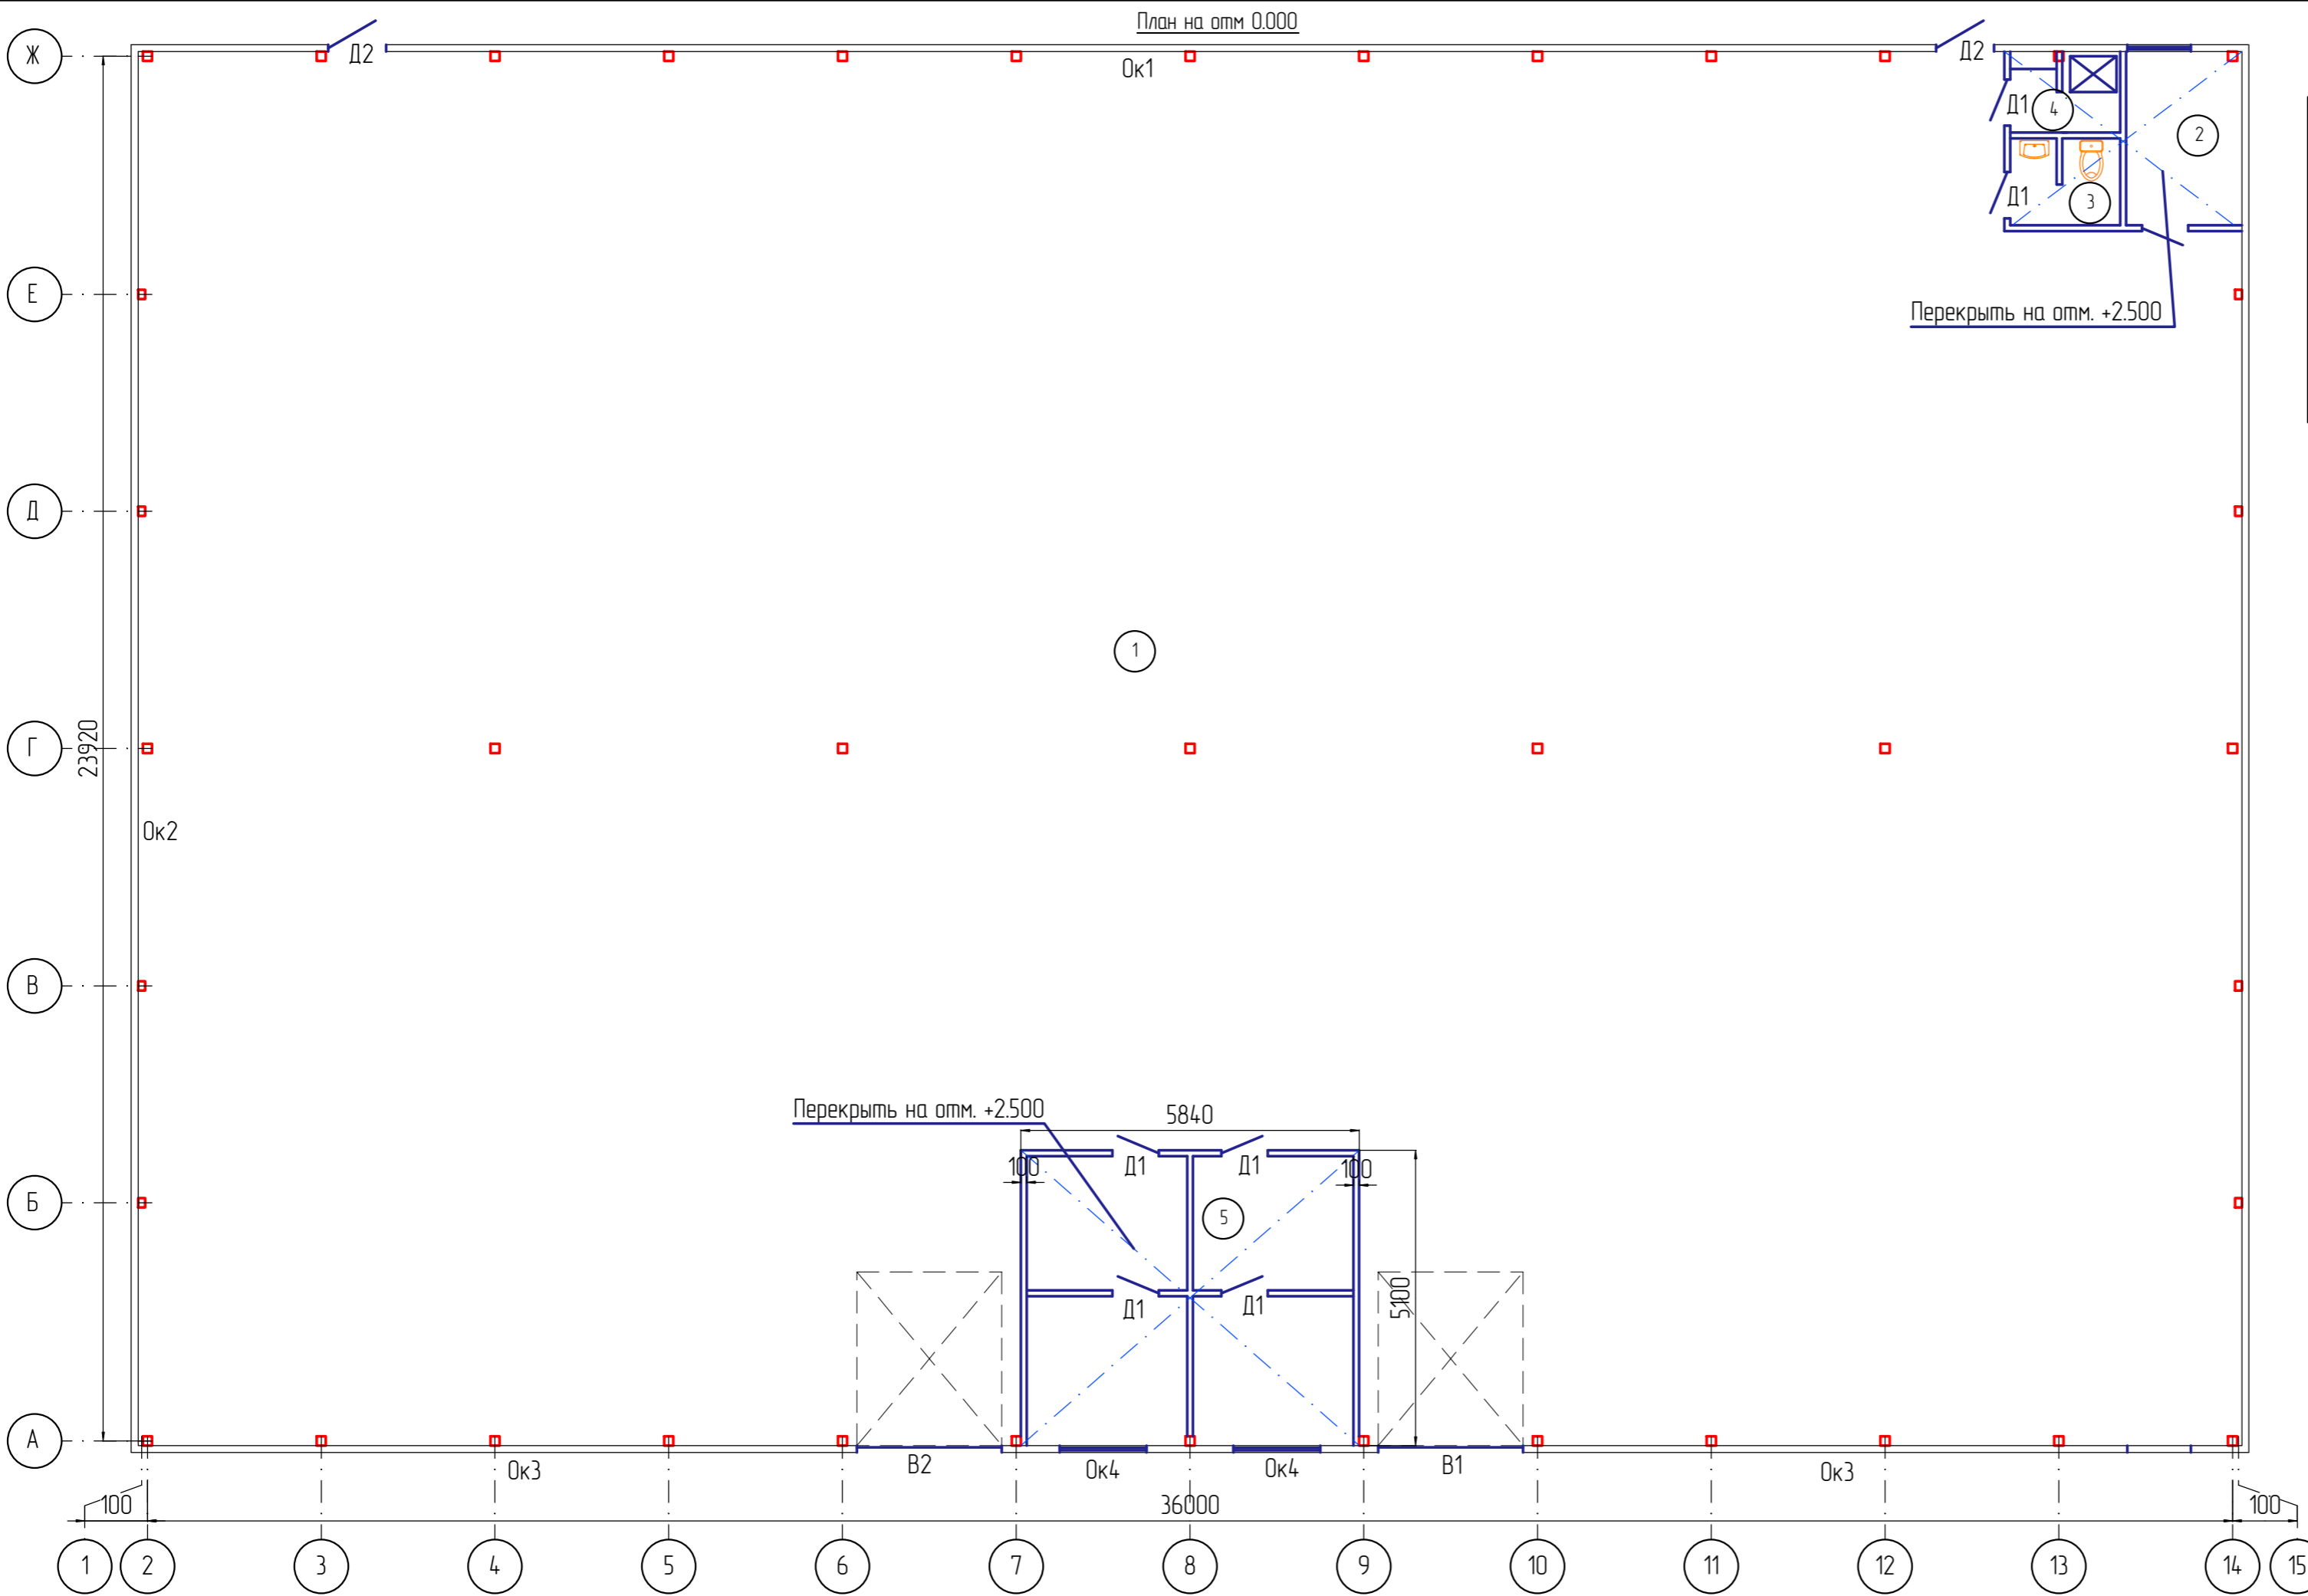 План на отм 0.000
Ж
Д2
Ок1
Д2
Д1
4
2
Д1
3
Е
Перекрыть на отм. +2.500
Д
1
Г
23920
Ок2
В
Перекрыть на отм. +2.500
5840
100
Д1
Д1
100
Б
5
Д1
Д1
5100
А
Ок3
В2
Ок4
Ок4
В1
Ок3
100
36000
100
1
2
3
4
5
6
7
8
9
10
11
12
13
14
15